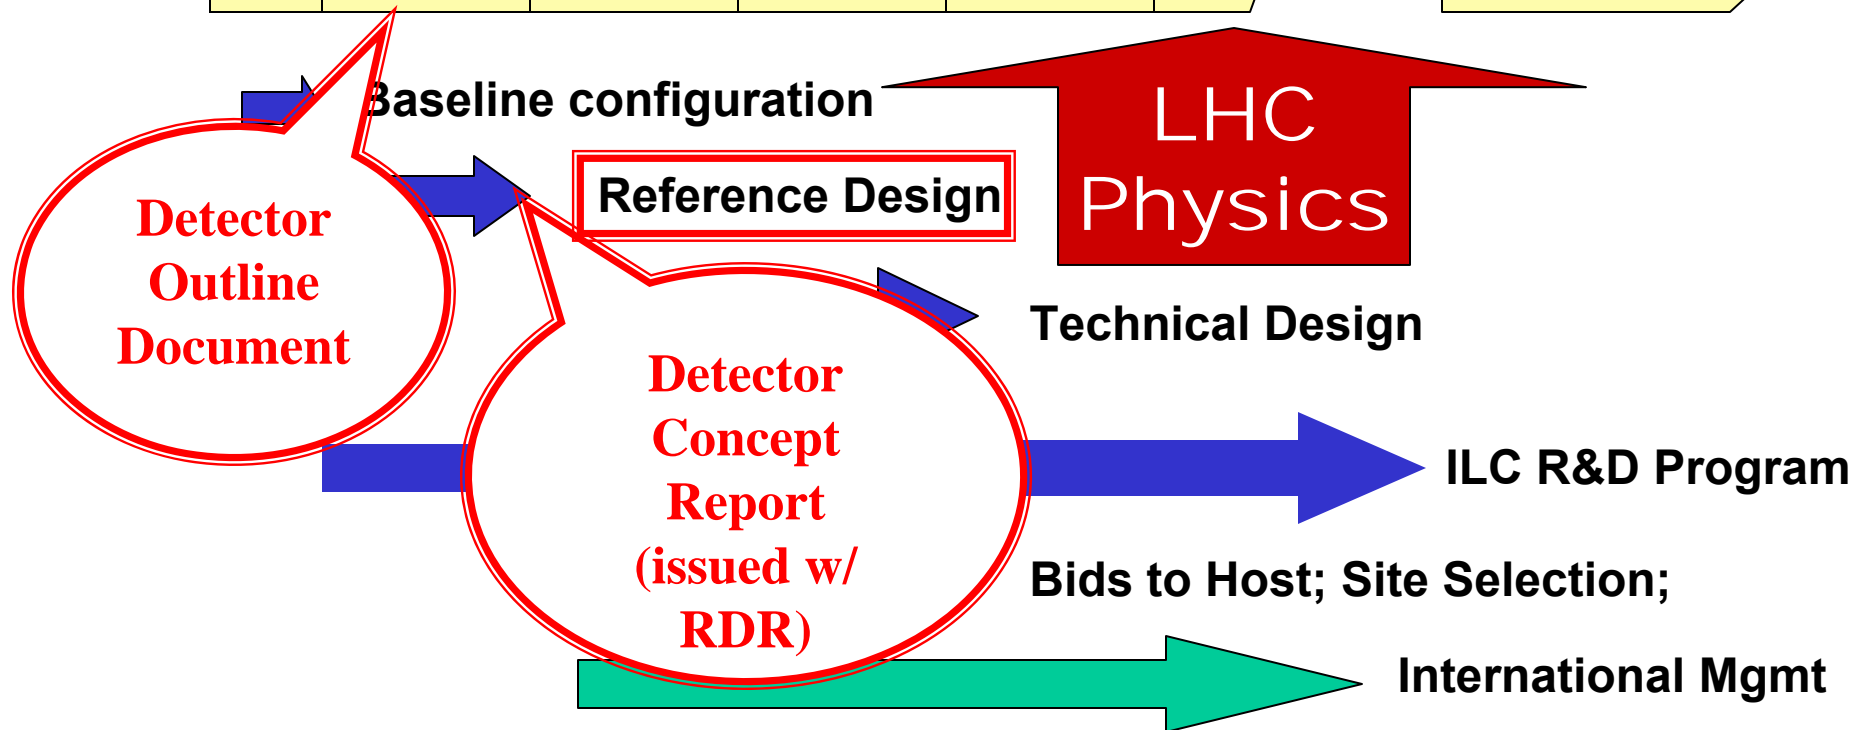 Baseline configuration
LHC
Physics
Reference Design
Detector
Outline
Document
Technical Design
Detector
Concept
Report
(issued w/
RDR)
ILC R&D Program
Bids to Host; Site Selection;
International Mgmt